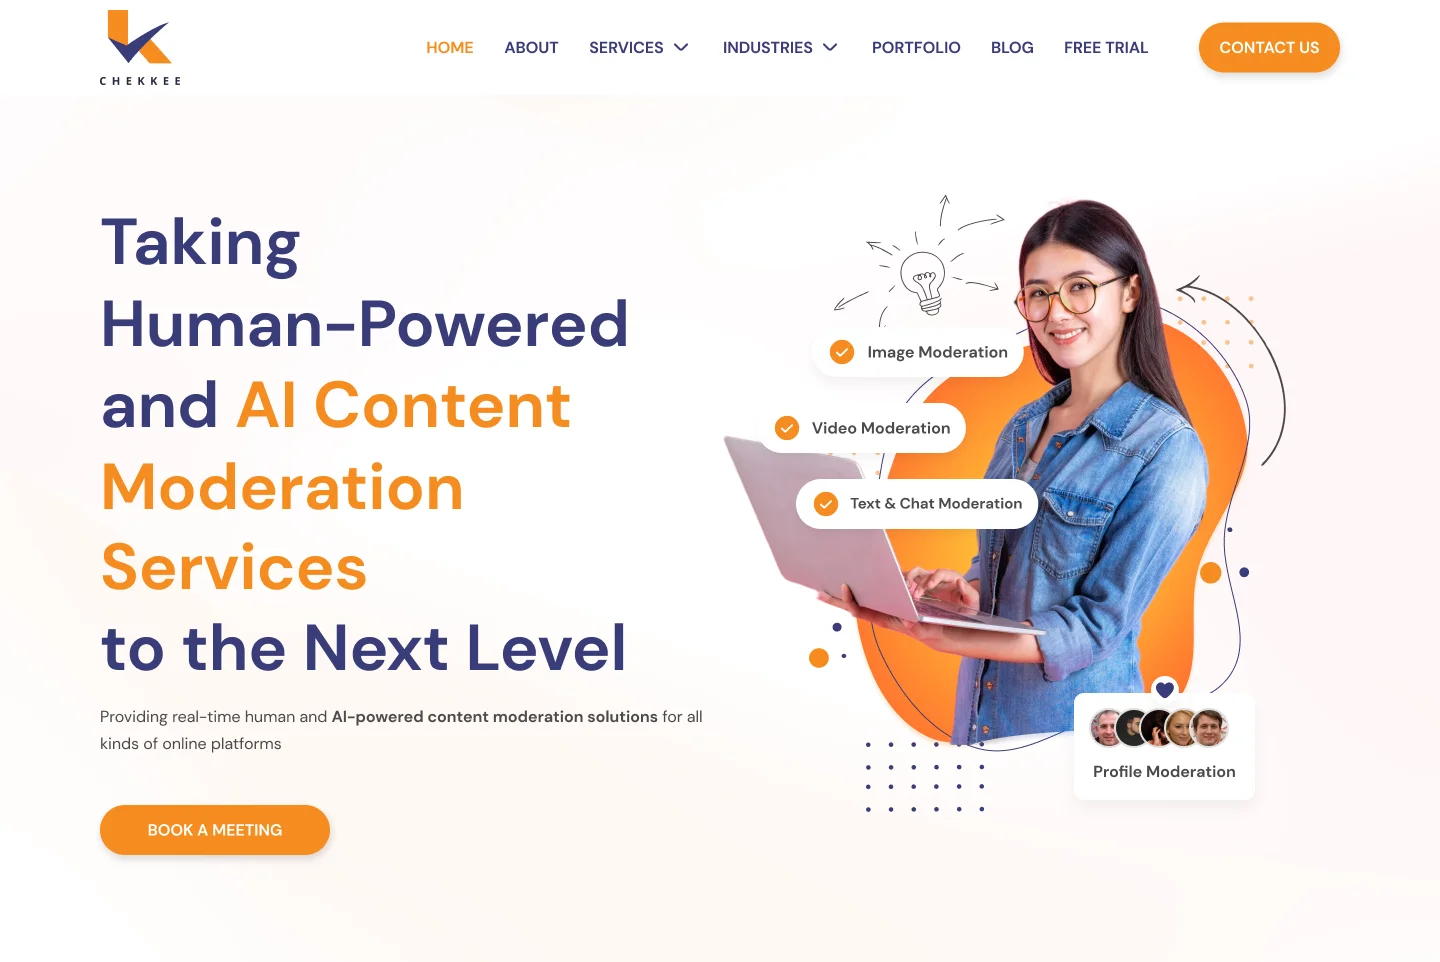 CHEKKEE
HOME
ABOUT
SERVICES
INDUSTRIES
PORTFOLIO
BLOG
FREE TRIAL
CONTACT US
Taking
Human-Powered
and AI Content
Moderation
Services
to the Next Level
Providing real-time human and AI-powered content moderation solutions for all
kinds of online platforms
BOOK A MEETING
Image Moderation
Video Moderation
Text & Chat Moderation
Profile Moderation